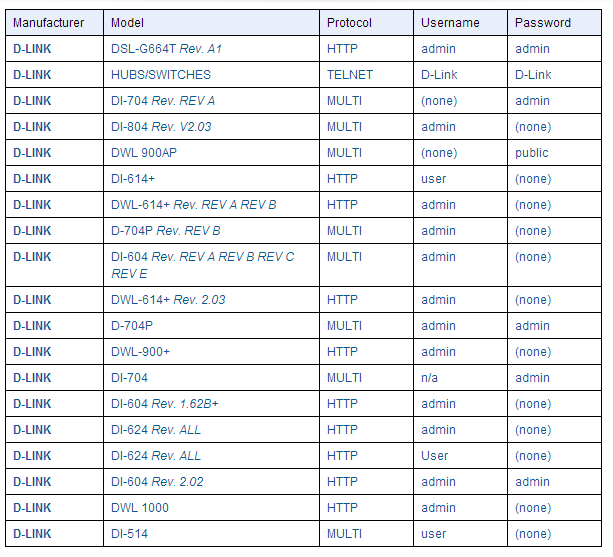 Manufacturer Model Protocol Username Password
D-LINK DSL-G664T Rev. A1 HTTP admin admin
D-LINK HUBS/SWITCHES TELNET D-Link D-Link
D-LINK DI-704 Rev. REV A MULTI (none) admin
D-LINK DI-804 Rev. V2.03 MULTI admin (none)
D-LINK DWL 900AP MULTI (none) public
D-LINK DI-614+ HTTP user (none)
D-LINK DWL-614+ Rev. REV A REV B HTTP admin (none)
D-LINK D-704P Rev. REV B MULTI admin (none)
D-LINK DI-604 Rev. REV A REV B REV C MULTI admin (none)
REV E
D-LINK DWL-614+ Rev. 2.03 HTTP admin (none)
D-LINK D-704P MULTI admin admin
D-LINK DWL-900+ HTTP admin (none)
D-LINK DI-704 MULTI n/a admin
D-LINK DI-604 Rev. 1.62B+ HTTP admin (none)
D-LINK DI-624 Rev. ALL HTTP admin (none)
D-LINK DI-624 Rev. ALL HTTP User (none)
D-LINK DI-604 Rev. 2.02 HTTP admin admin
D-LINK DWL 1000 HTTP admin (none)
D-LINK DI-514 MULTI user (none)